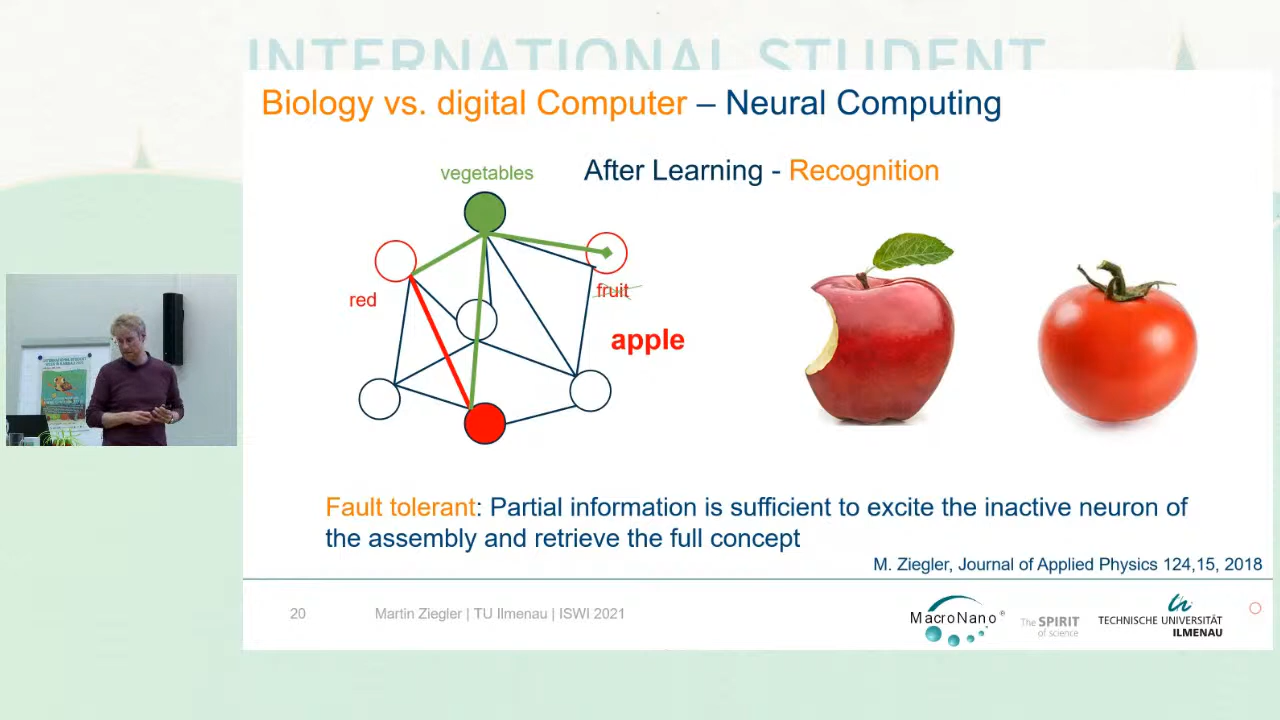 INTERNATIONAL STUDENT
Biology vs. digital Computer – Neural Computing
After Learning - Recognition
vegetables
red
fruit
apple
Fault tolerant: Partial information is sufficient to excite the inactive neuron of
the assembly and retrieve the full concept
M. Ziegler, Journal of Applied Physics 124,15, 2018
20
Martin Ziegler | TU Ilmenau | ISWI 2021
MacroNano®
The SPIRIT
of science
TECHNISCHE UNIVERSITÄT
ILMENAU